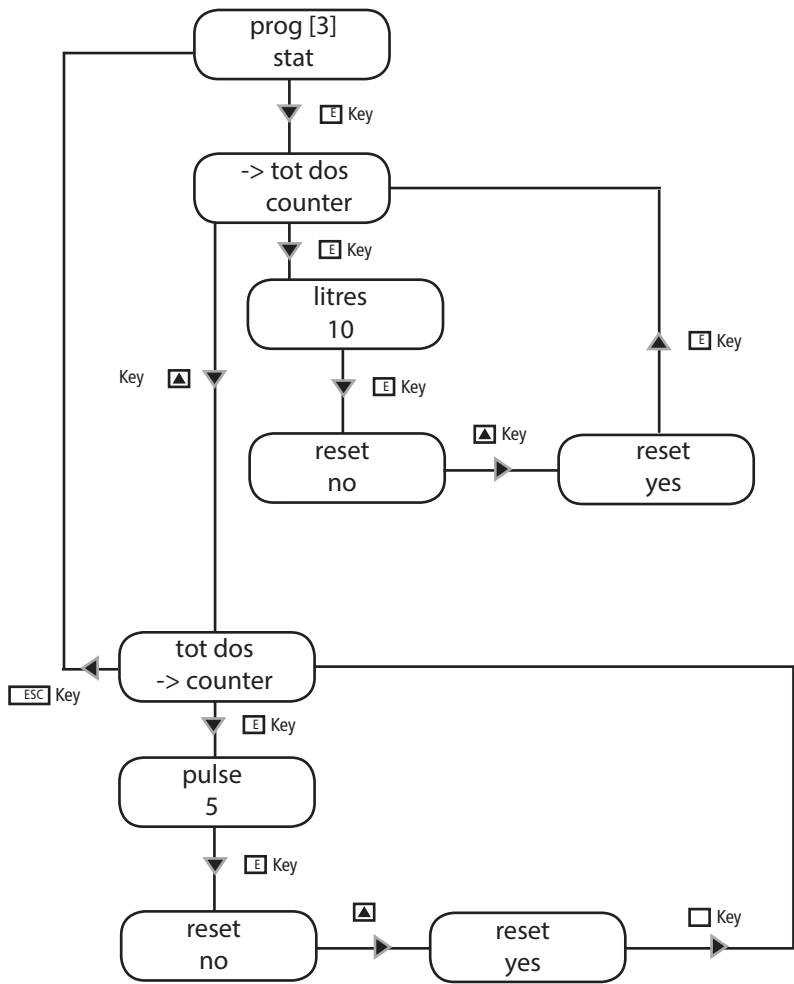 prog [3]
stat
E Key
-> tot dos
counter
E Key
litres
10
E Key
Key
E Key
reset
no
Key
reset
yes
tot dos
-> counter
ESC Key
E Key
pulse
5
E Key
reset
no
reset
yes
Key